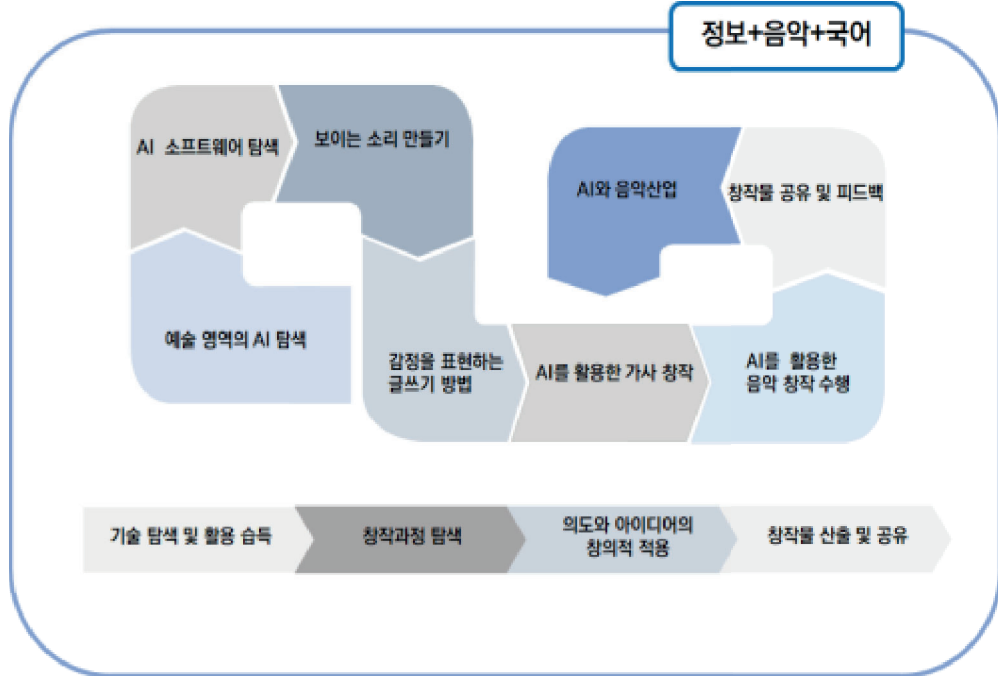 정보+음악+국어
AI 소프트웨어 탐색
보이는 소리 만들기
AI와 음악산업
창작물 공유 및 피드백
예술 영역의 AI 탐색
감정을 표현하는
글쓰기 방법
AI를 활용한 가사 창작
AI를 활용한
음악 창작 수행
기술 탐색 및 활용 습득
창작과정 탐색
의도와 아이디어의
창의적 적용
창작물 산출 및 공유